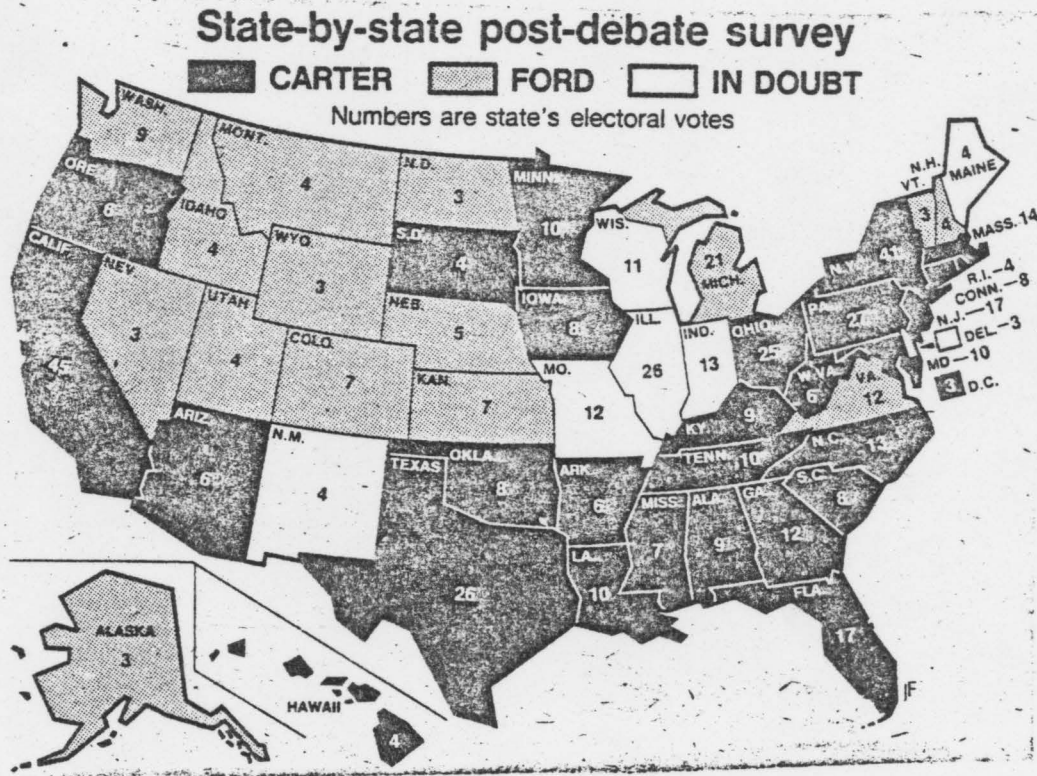 State-by-state post-debate survey
CARTER FORD IN DOUBT
Numbers are state's electoral votes
WASH.
9
ORE.
6
CALIF.
45
MONT.
4
IDAHO
4
NEV.
3
WYO.
3
UTAH
4
COLO.
7
ARIZ.
6
N.M.
4
N.D.
3
S.D.
4
NEB.
5
KAN.
7
OKLA.
8
TEXAS
26
MINN.
10
IOWA
8
MO.
12
ARK.
6
LA.
10
WIS.
11
ILL.
26
MICH.
21
IND.
13
OHIO
25
KY.
9
TENN.
10
MISS.
7
ALA.
9
GA.
12
FLA.
17
S.C.
8
N.C.
13
VA.
12
W.VA.
6
PA.
27
N.Y.
41
VT.
3
N.H.
4
MAINE
4
MASS. 14
R.I.–4
CONN.–8
N.J.–17
DEL.–3
MD–10
3 D.C.
ALASKA
3
HAWAII
4
JF